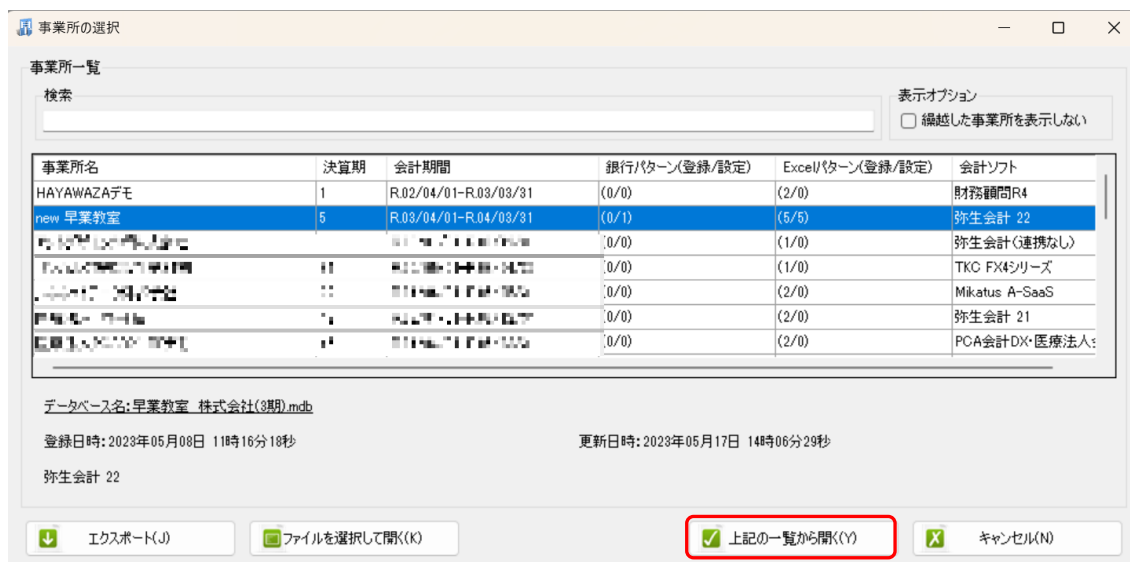 事業所の選択
事業所一覧
検索
表示オプション
繰越した事業所を表示しない
事業所名 決算期 会計期間 銀行パターン(登録/設定) Excelパターン(登録/設定) 会計ソフト
HAYAWAZAデモ 1 R.02/04/01-R.03/03/31 (0/0) (2/0) 財務顧問R4
new 早業教室 5 R.03/04/01-R.04/03/31 (0/1) (5/5) 弥生会計 22
(0/0) (1/0) 弥生会計(連携なし)
(0/0) (1/0) TKC FX4シリーズ
(0/0) (2/0) Mikatus A-SaaS
(0/0) (2/0) 弥生会計 21
(0/0) (2/0) PCA会計DX・医療法人
データベース名:早業教室 株式会社(3期).mdb
登録日時:2023年05月08日 11時16分18秒 更新日時:2023年05月17日 14時06分29秒
弥生会計 22
エクスポート(J) ファイルを選択して開く(K) 上記の一覧から開く(Y) キャンセル(N)